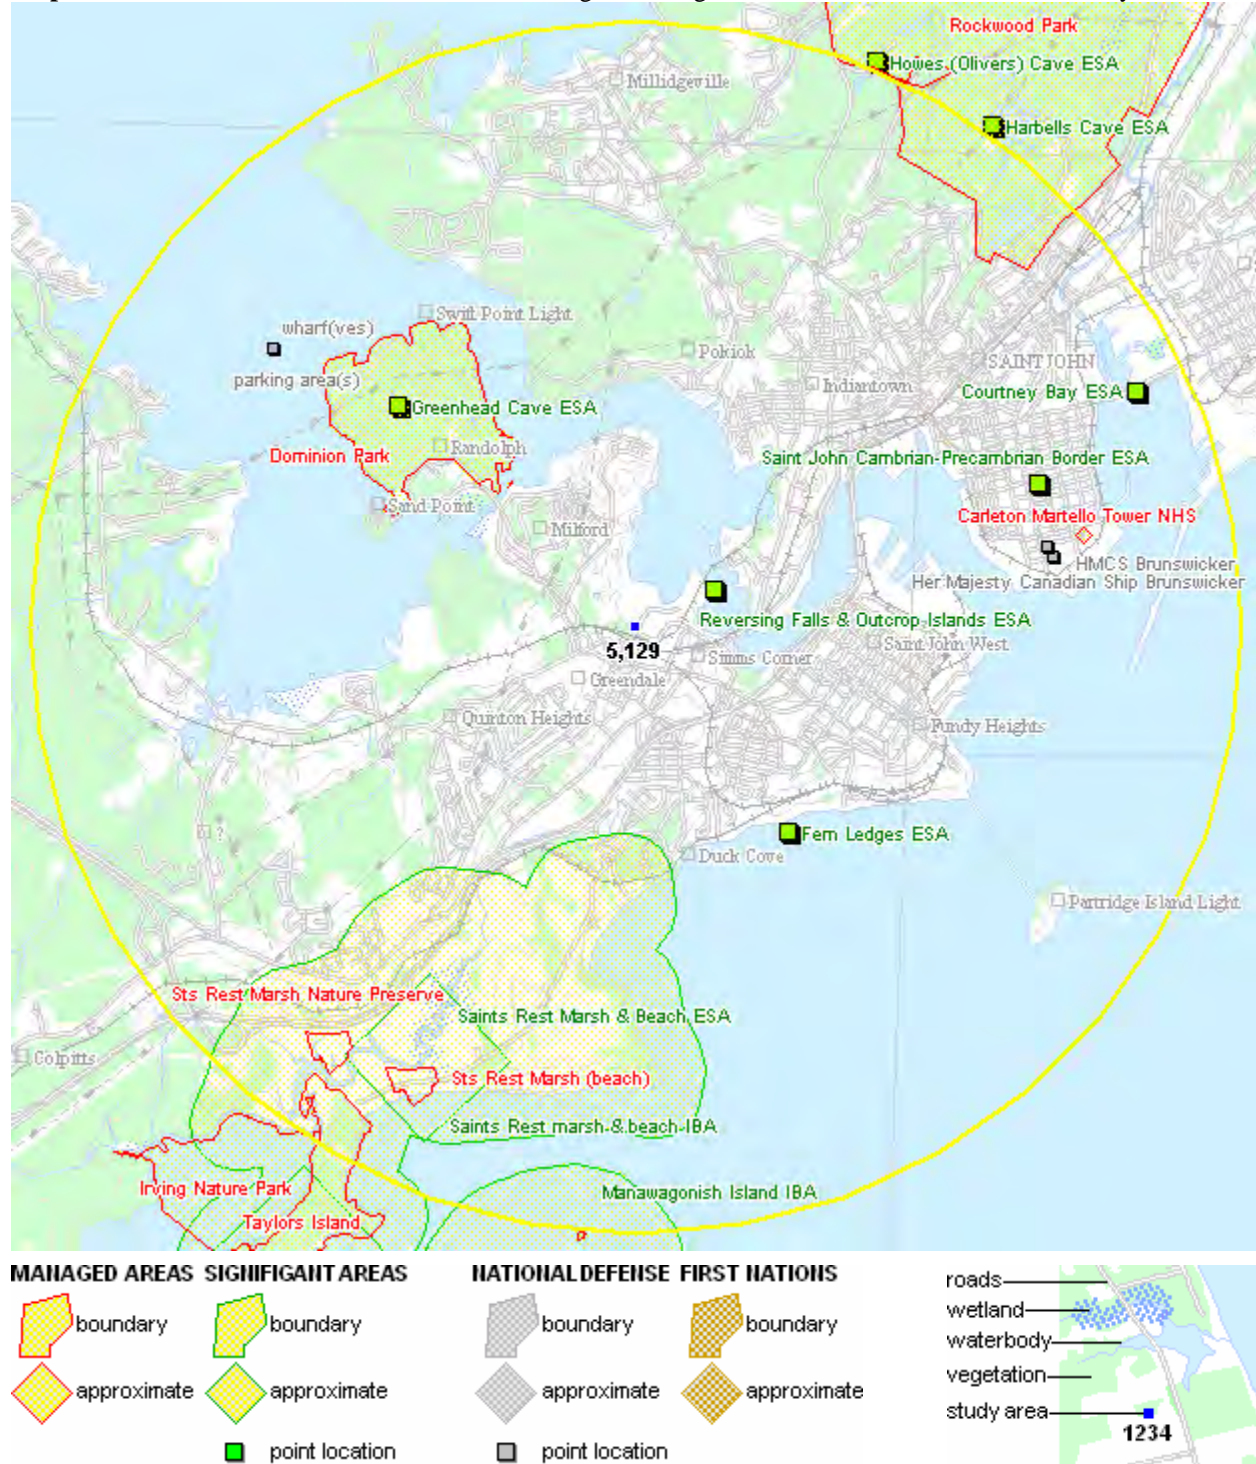 Rockwood Park
Howes (Olivers) Cave ESA
Millidgeville
Harbells Cave ESA
Swift Point Light
wharf(ves)
Pokiok
SAINT JOHN
parking area(s)
Indiantown
Courtney Bay ESA
Greenhead Cave ESA
Randolph
Dominion Park
Saint John Cambrian-Precambrian Border ESA
Sand Point
Carleton Martello Tower NHS
Milford
HMCS Brunswicker
Her Majesty Canadian Ship Brunswicker
Reversing Falls & Outcrop Islands ESA
5,129
Simms Corner
Saint John West
Greendale
Quinton Heights
Fundy Heights
?
Fern Ledges ESA
Duck Cove
Partridge Island Light
Sts Rest Marsh Nature Preserve
Saints Rest Marsh & Beach ESA
Colpitts
Sts Rest Marsh (beach)
Saints Rest marsh & beach IBA
Irving Nature Park
Manawagonish Island IBA
Taylors Island
MANAGED AREAS SIGNIFIGANT AREAS NATIONAL DEFENSE FIRST NATIONS
boundary boundary boundary boundary
approximate approximate approximate approximate
point location point location
roads
wetland
waterbody
vegetation
study area
1234